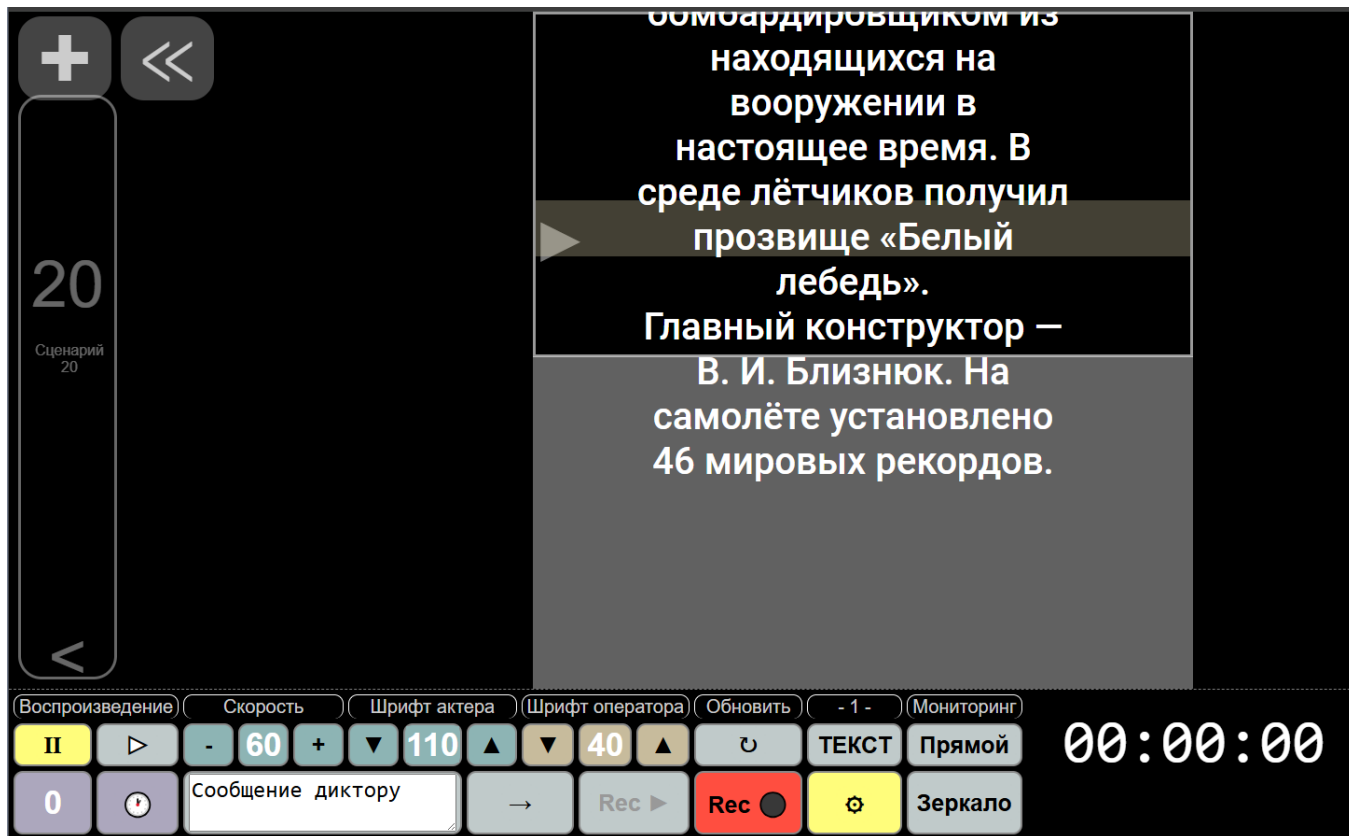 бомбардировщиком из
находящихся на
вооружении в
настоящее время. В
среде лётчиков получил
прозвище «Белый
лебедь».
Главный конструктор —
В. И. Близнюк. На
самолёте установлено
46 мировых рекордов.
20
Сценарий
20
<
Воспроизведение Скорость Шрифт актера Шрифт оператора Обновить - 1 - Мониторинг
II ▷ - 60 + ▼ 110 ▲ ▼ 40 ▲ ↻ ТЕКСТ Прямой
00:00:00
0 Сообщение диктору → Rec ▶ Rec Зеркало